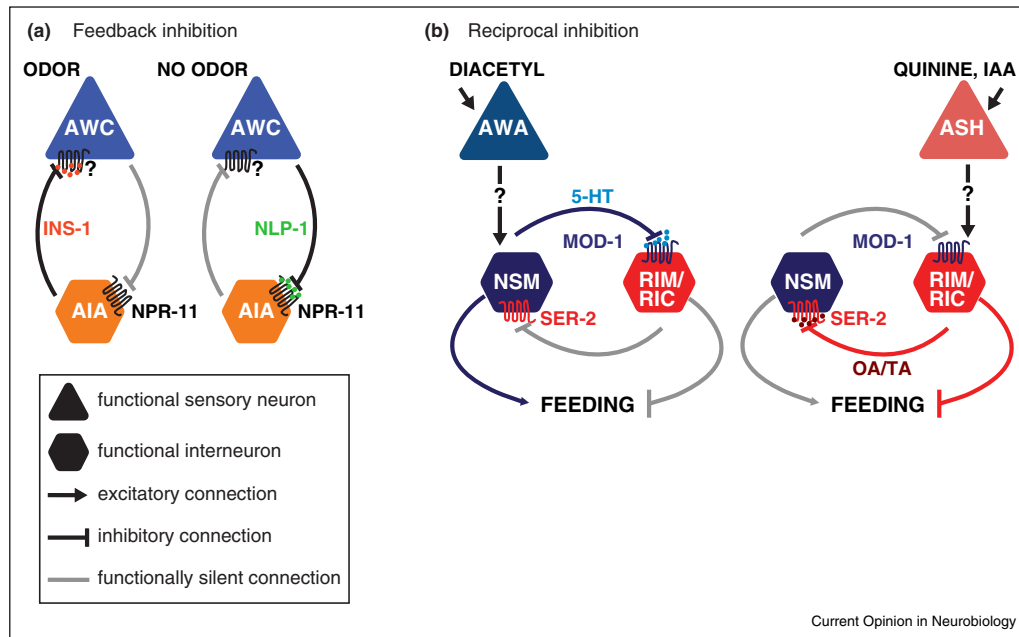 (a) Feedback inhibition
ODOR
NO ODOR
AWC
?
AWC
?
INS-1
NLP-1
AIA
NPR-11
AIA
NPR-11
functional sensory neuron
functional interneuron
excitatory connection
inhibitory connection
functionally silent connection
(b) Reciprocal inhibition
DIACETYL
AWA
?
5-HT
MOD-1
NSM
RIM/
RIC
SER-2
FEEDING
QUININE, IAA
ASH
?
MOD-1
NSM
RIM/
RIC
SER-2
OA/TA
FEEDING
Current Opinion in Neurobiology